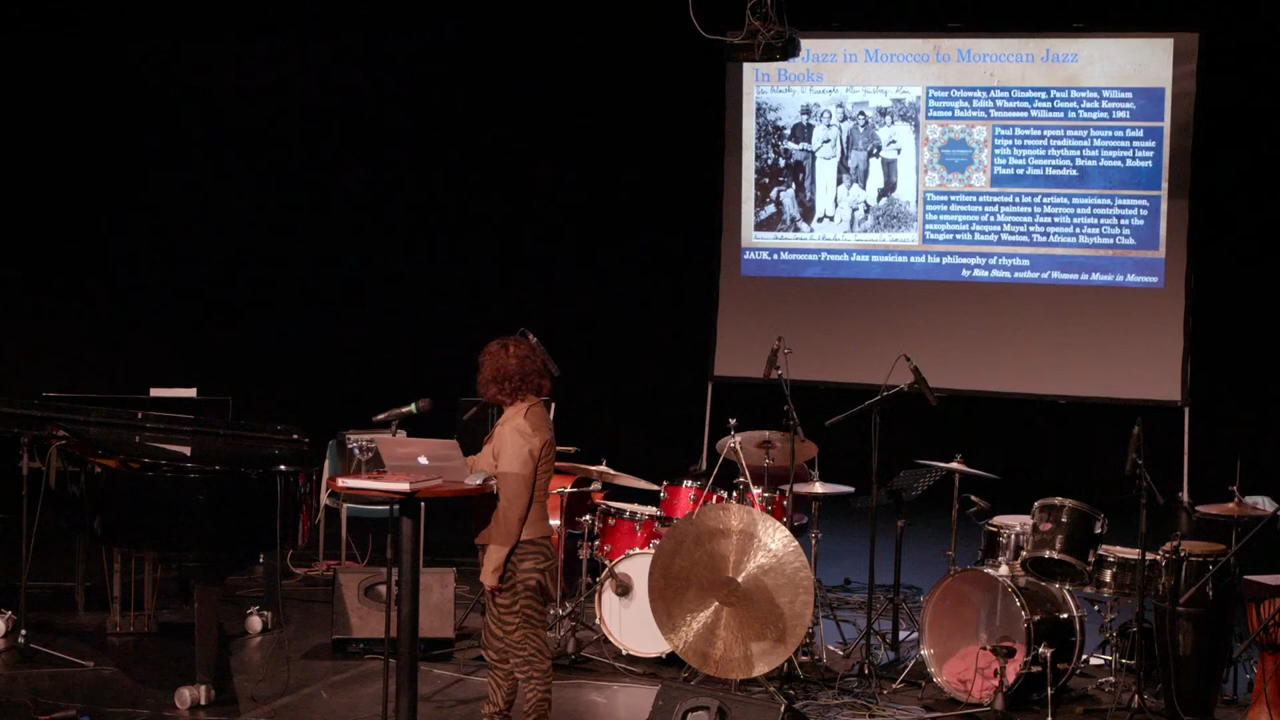 Jazz in Morocco to Moroccan Jazz
In Books
Peter Orlowsky, Allen Ginsberg, Paul Bowles, William
Burroughs, Edith Wharton, Jean Genet, Jack Kerouac,
James Baldwin, Tennessee Williams in Tangier, 1961
Paul Bowles spent many hours on field
trips to record traditional Moroccan music
with hypnotic rhythms that inspired later
the Beat Generation, Brian Jones, Robert
Plant or Jimi Hendrix.
These writers attracted a lot of artists, musicians, jazzmen,
movie directors and painters to Morroco and contributed to
the emergence of a Moroccan Jazz with artists such as the
saxophonist Jacques Muyal who opened a Jazz Club in
Tangier with Randy Weston, The African Rhythms Club.
JAUK, a Moroccan-French Jazz musician and his philosophy of rhythm
by Rita Stirn, author of Women in Music in Morocco